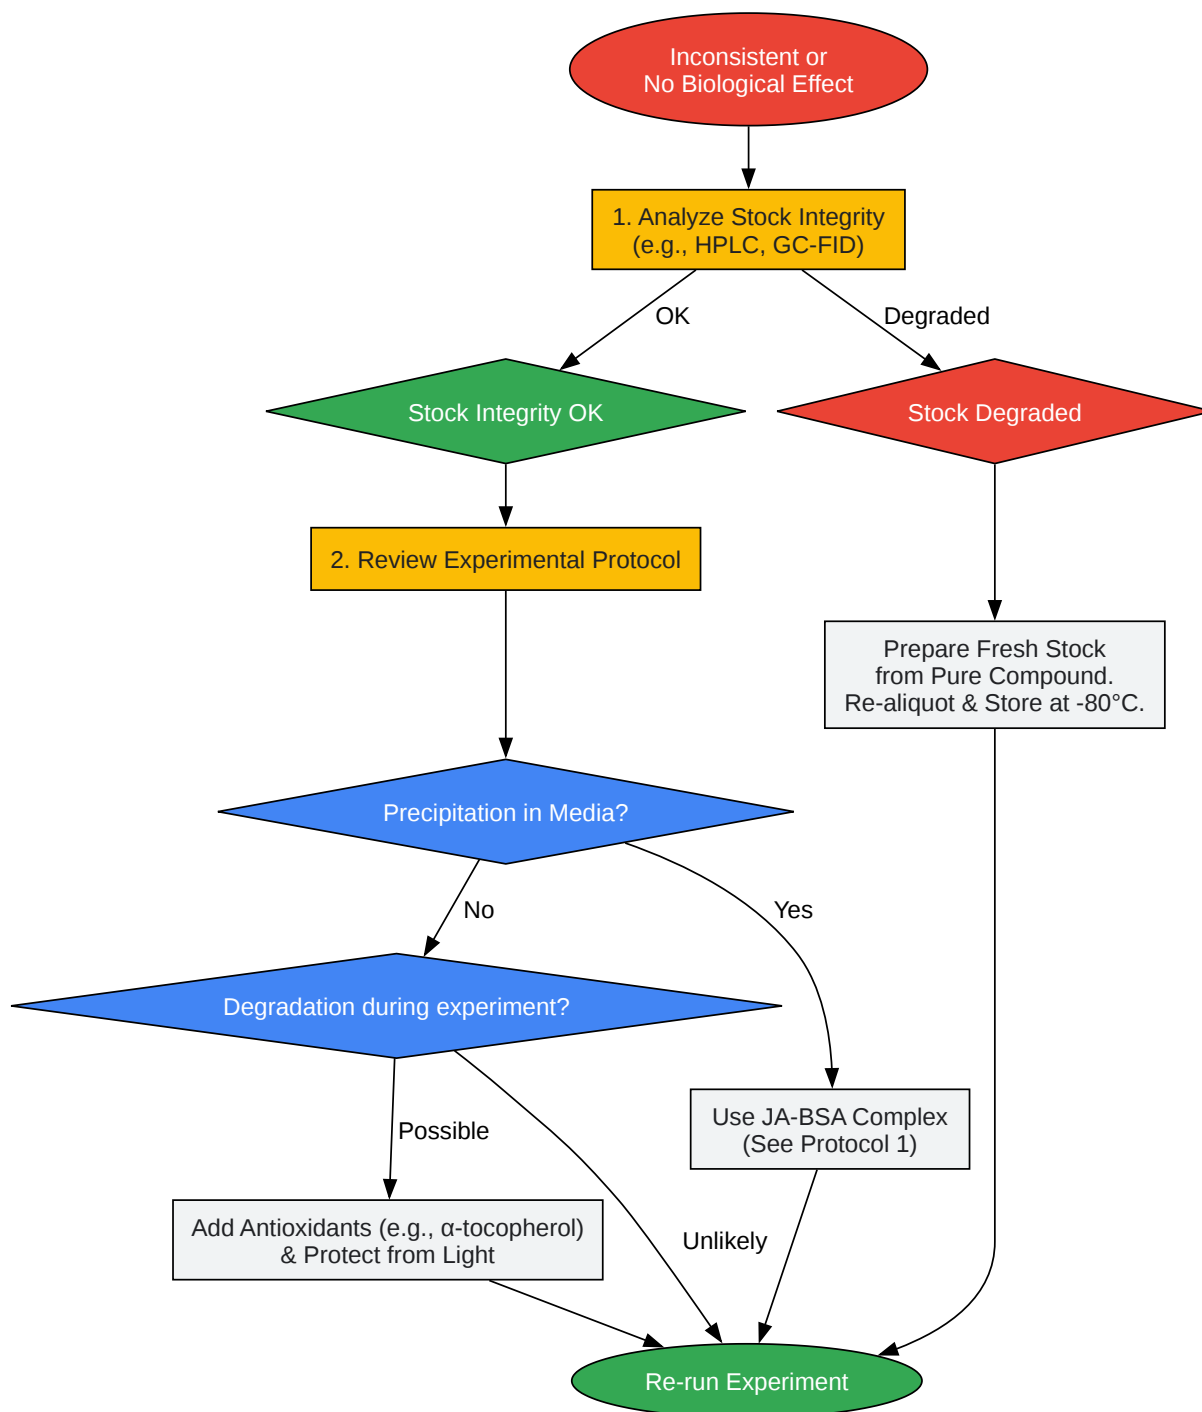 Inconsistent or
No Biological Effect
1. Analyze Stock Integrity
(e.g., HPLC, GC-FID)
OK
Degraded
Stock Integrity OK
Stock Degraded
2. Review Experimental Protocol
Prepare Fresh Stock
from Pure Compound.
Re-aliquot & Store at -80°C.
Precipitation in Media?
No
Yes
Degradation during experiment?
Possible
Use JA-BSA Complex
(See Protocol 1)
Add Antioxidants (e.g., α-tocopherol)
& Protect from Light
Unlikely
Re-run Experiment